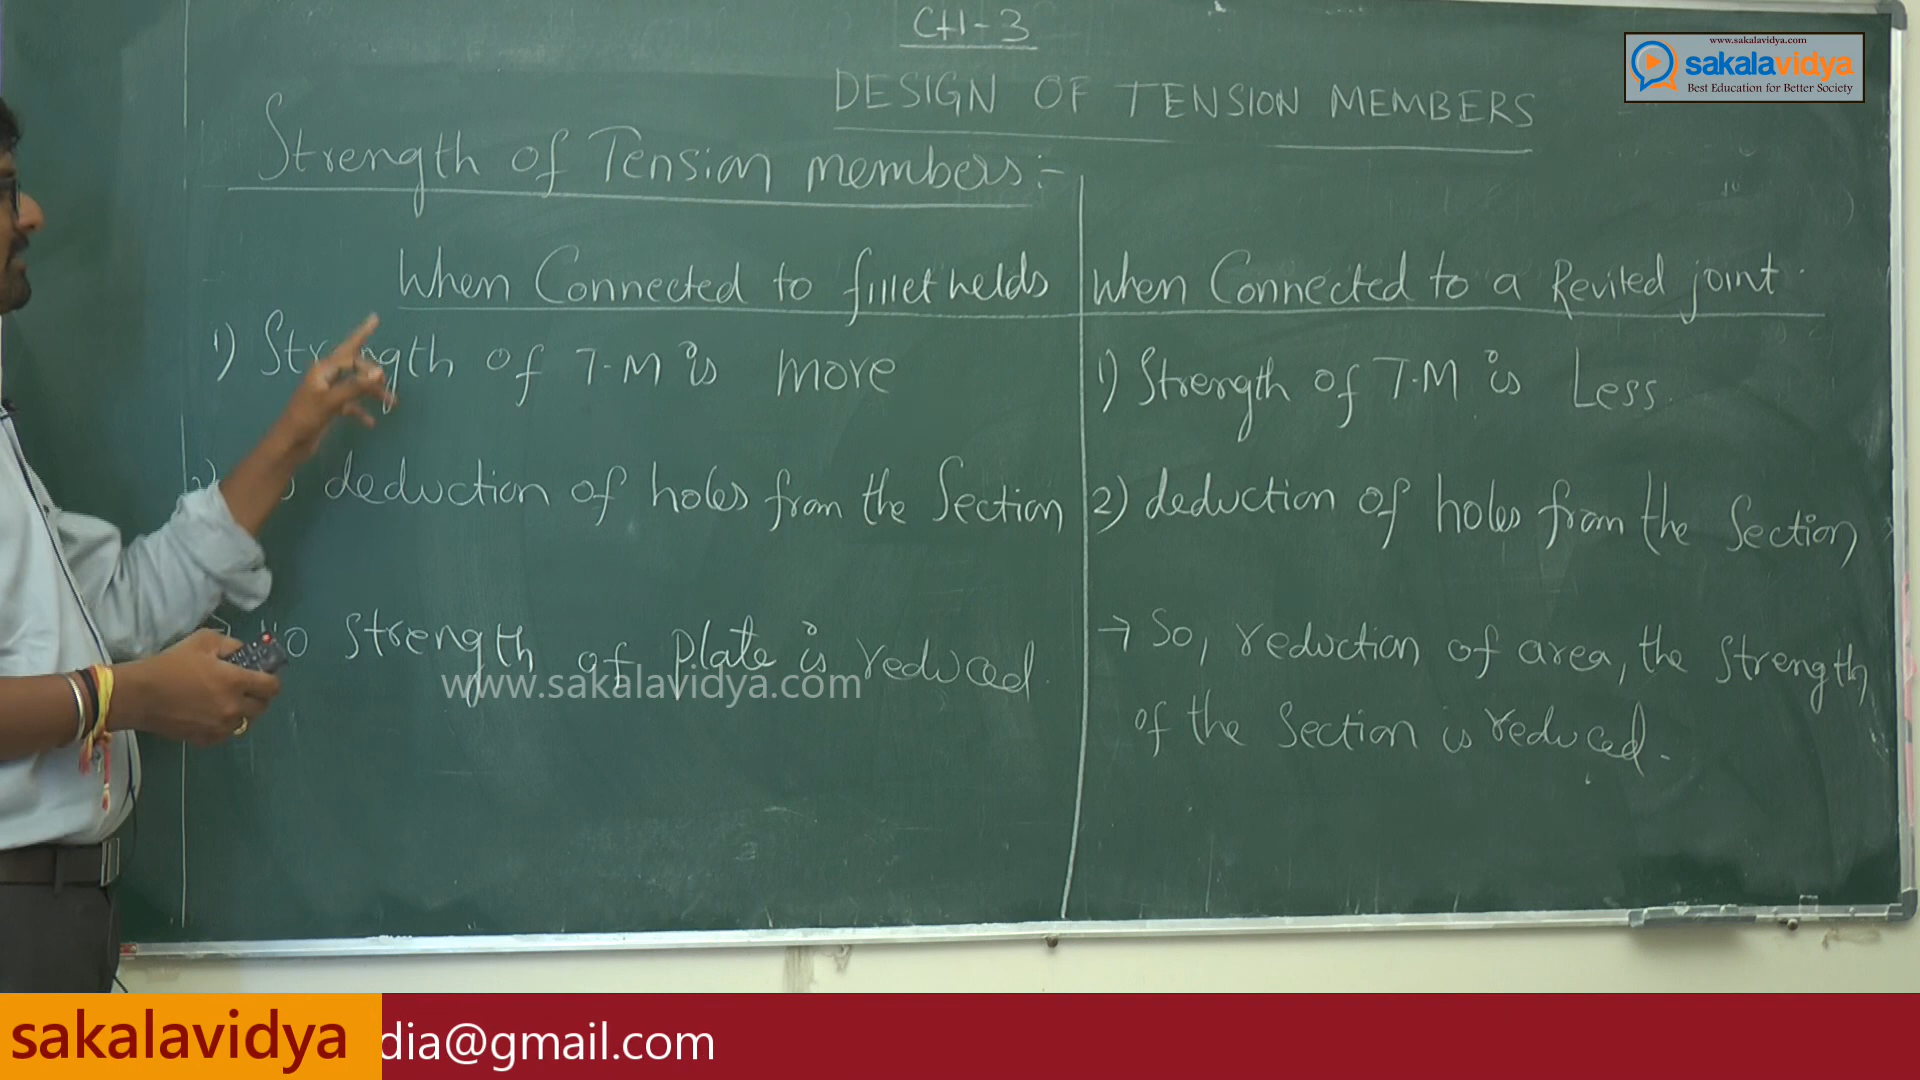 CH-3
www.sakalavidya.com
sakalavidya
Best Education for Better Society
DESIGN OF TENSION MEMBERS
Strength of Tension members:-
When Connected to fillet welds
1) Strength of T-M is more
deduction of holes from the Section
No strength of plate is reduced.
When Connected to a Revited joint.
1) Strength of T.M is Less.
2) deduction of holes from the Section
→ So, reduction of area, the strength
of the Section is reduced.
www.sakalavidya.com
sakalavidya
dia@gmail.com